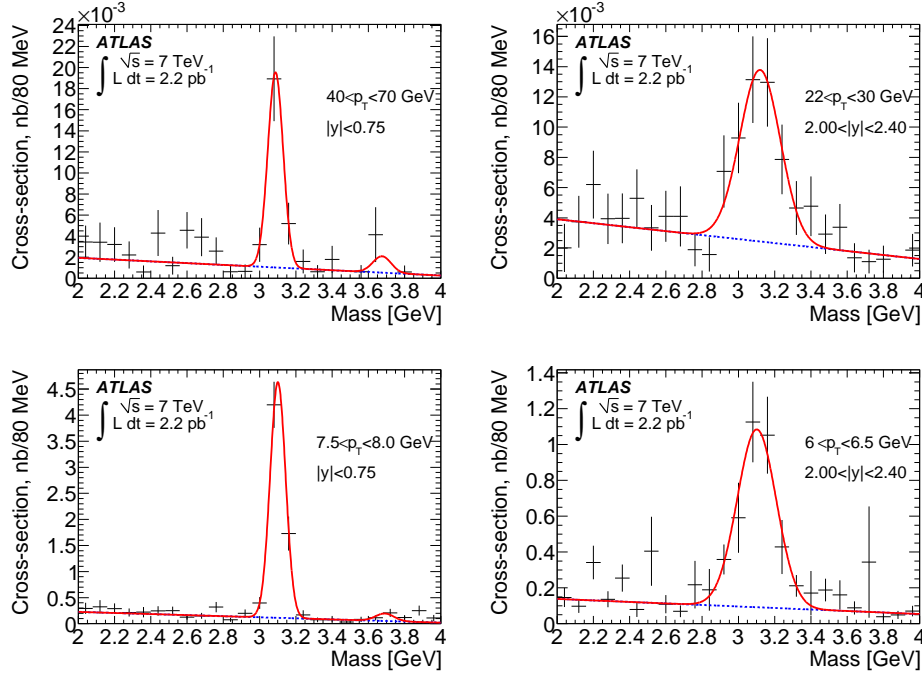 ×10⁻³
Cross-section, nb/80 MeV
24
22
20
18
16
14
12
10
8
6
4
2
0
ATLAS
∫ L dt = 2.2 pb⁻¹
√s = 7 TeV
40<p_T<70 GeV
|y|<0.75
2 2.2 2.4 2.6 2.8 3 3.2 3.4 3.6 3.8 4
Mass [GeV]
×10⁻³
Cross-section, nb/80 MeV
16
14
12
10
8
6
4
2
0
ATLAS
∫ L dt = 2.2 pb⁻¹
√s = 7 TeV
22<p_T<30 GeV
2.00<|y|<2.40
2 2.2 2.4 2.6 2.8 3 3.2 3.4 3.6 3.8 4
Mass [GeV]
Cross-section, nb/80 MeV
4.5
4
3.5
3
2.5
2
1.5
1
0.5
0
ATLAS
∫ L dt = 2.2 pb⁻¹
√s = 7 TeV
7.5<p_T<8.0 GeV
|y|<0.75
2 2.2 2.4 2.6 2.8 3 3.2 3.4 3.6 3.8 4
Mass [GeV]
Cross-section, nb/80 MeV
1.4
1.2
1
0.8
0.6
0.4
0.2
0
ATLAS
∫ L dt = 2.2 pb⁻¹
√s = 7 TeV
6 <p_T<6.5 GeV
2.00<|y|<2.40
2 2.2 2.4 2.6 2.8 3 3.2 3.4 3.6 3.8 4
Mass [GeV]